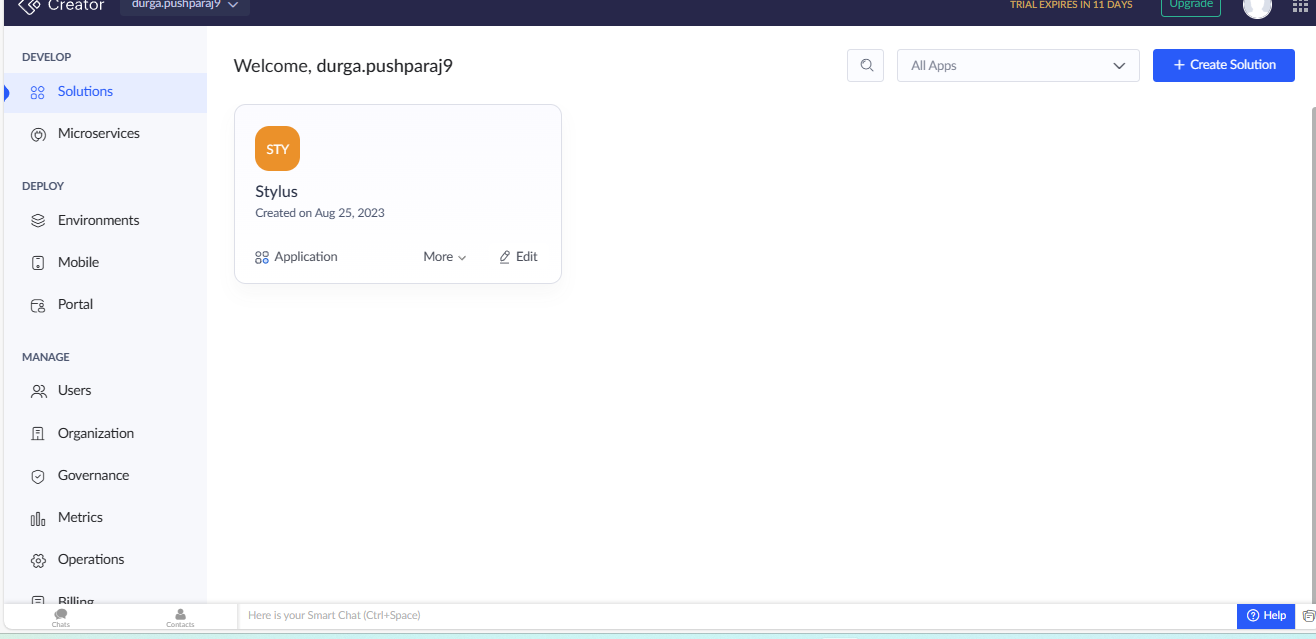 Creator
durga.pushparaj9
TRIAL EXPIRES IN 11 DAYS
Upgrade
DEVELOP
Solutions
Microservices
DEPLOY
Environments
Mobile
Portal
MANAGE
Users
Organization
Governance
Metrics
Operations
Billing
Welcome, durga.pushparaj9
All Apps
+ Create Solution
STY
Stylus
Created on Aug 25, 2023
Application
More
Edit
Chats
Contacts
Here is your Smart Chat (Ctrl+Space)
Help